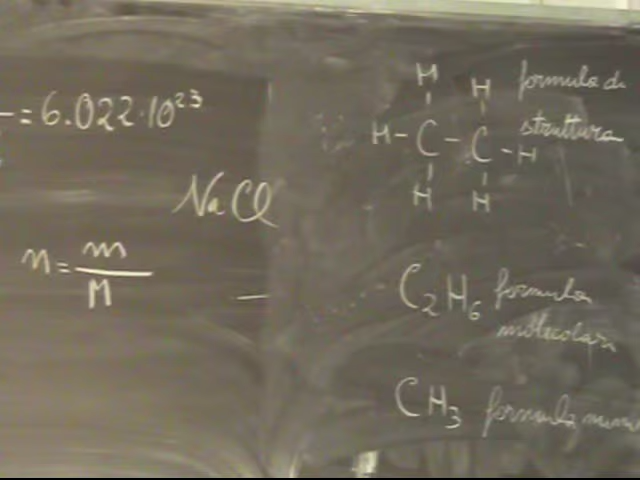 = 6.022·10²³
NaCl
n = m
M
H H
H-C-C-H
H H
formula di
struttura
C₂H₆ formula
molecolare
CH₃ formula